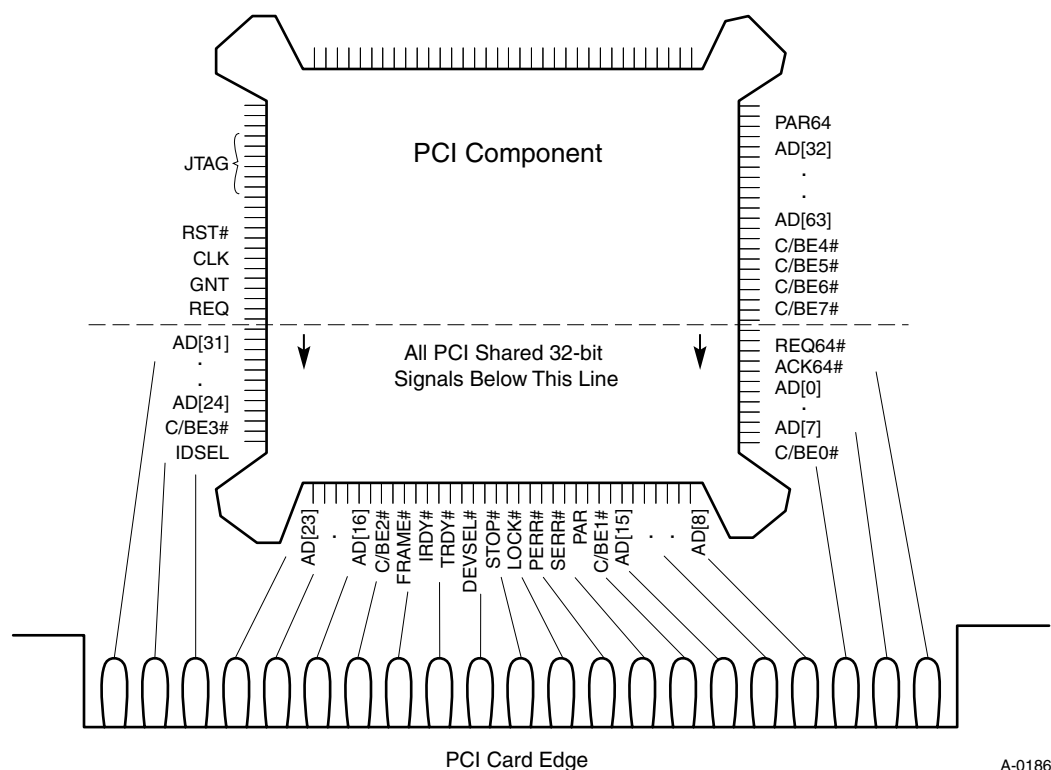 PCI Component
JTAG
RST#
CLK
GNT
REQ
AD[31]
.
.
AD[24]
C/BE3#
IDSEL
PAR64
AD[32]
.
.
AD[63]
C/BE4#
C/BE5#
C/BE6#
C/BE7#
All PCI Shared 32-bit
Signals Below This Line
REQ64#
ACK64#
AD[0]
.
AD[7]
C/BE0#
AD[23]
.
AD[16]
C/BE2#
FRAME#
IRDY#
TRDY#
DEVSEL#
STOP#
LOCK#
PERR#
SERR#
PAR
C/BE1#
AD[15]
.
.
AD[8]
PCI Card Edge
A-0186